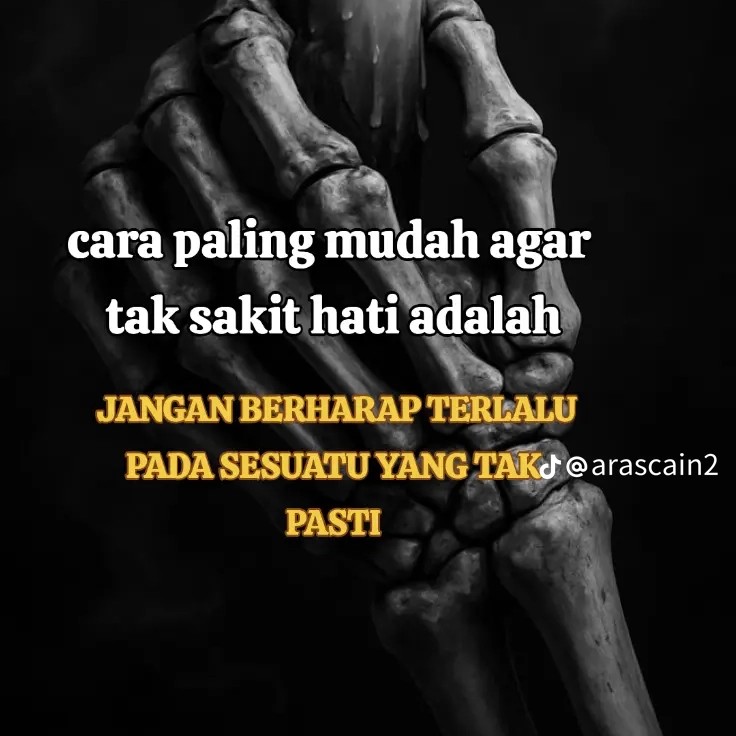 cara paling mudah agar
tak sakit hati adalah
JANGAN BERHARAP TERLALU
PADA SESUATU YANG TAK
@arascain2
PASTI